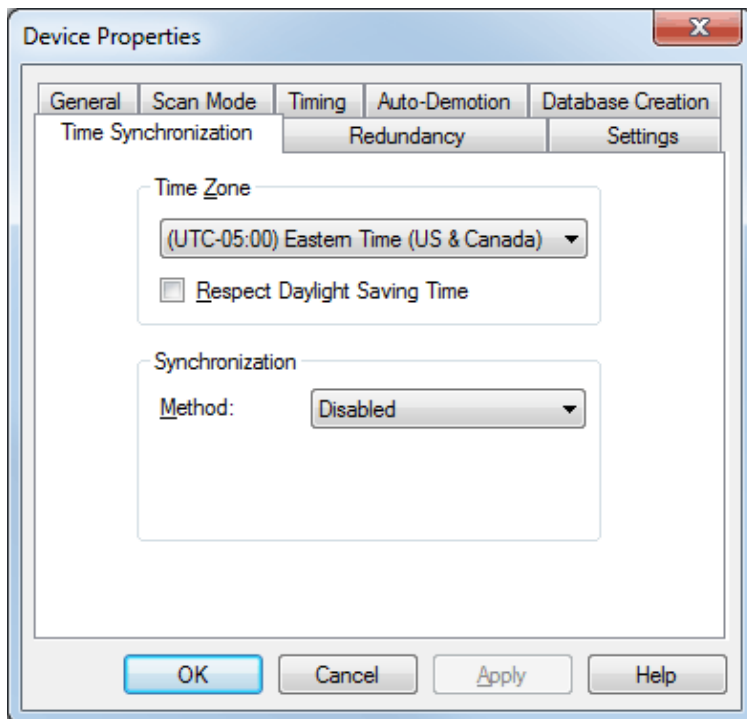 Device Properties
X
General Scan Mode Timing Auto-Demotion Database Creation
Time Synchronization Redundancy Settings
Time Zone
(UTC-05:00) Eastern Time (US & Canada)
Respect Daylight Saving Time
Synchronization
Method: Disabled
OK Cancel Apply Help